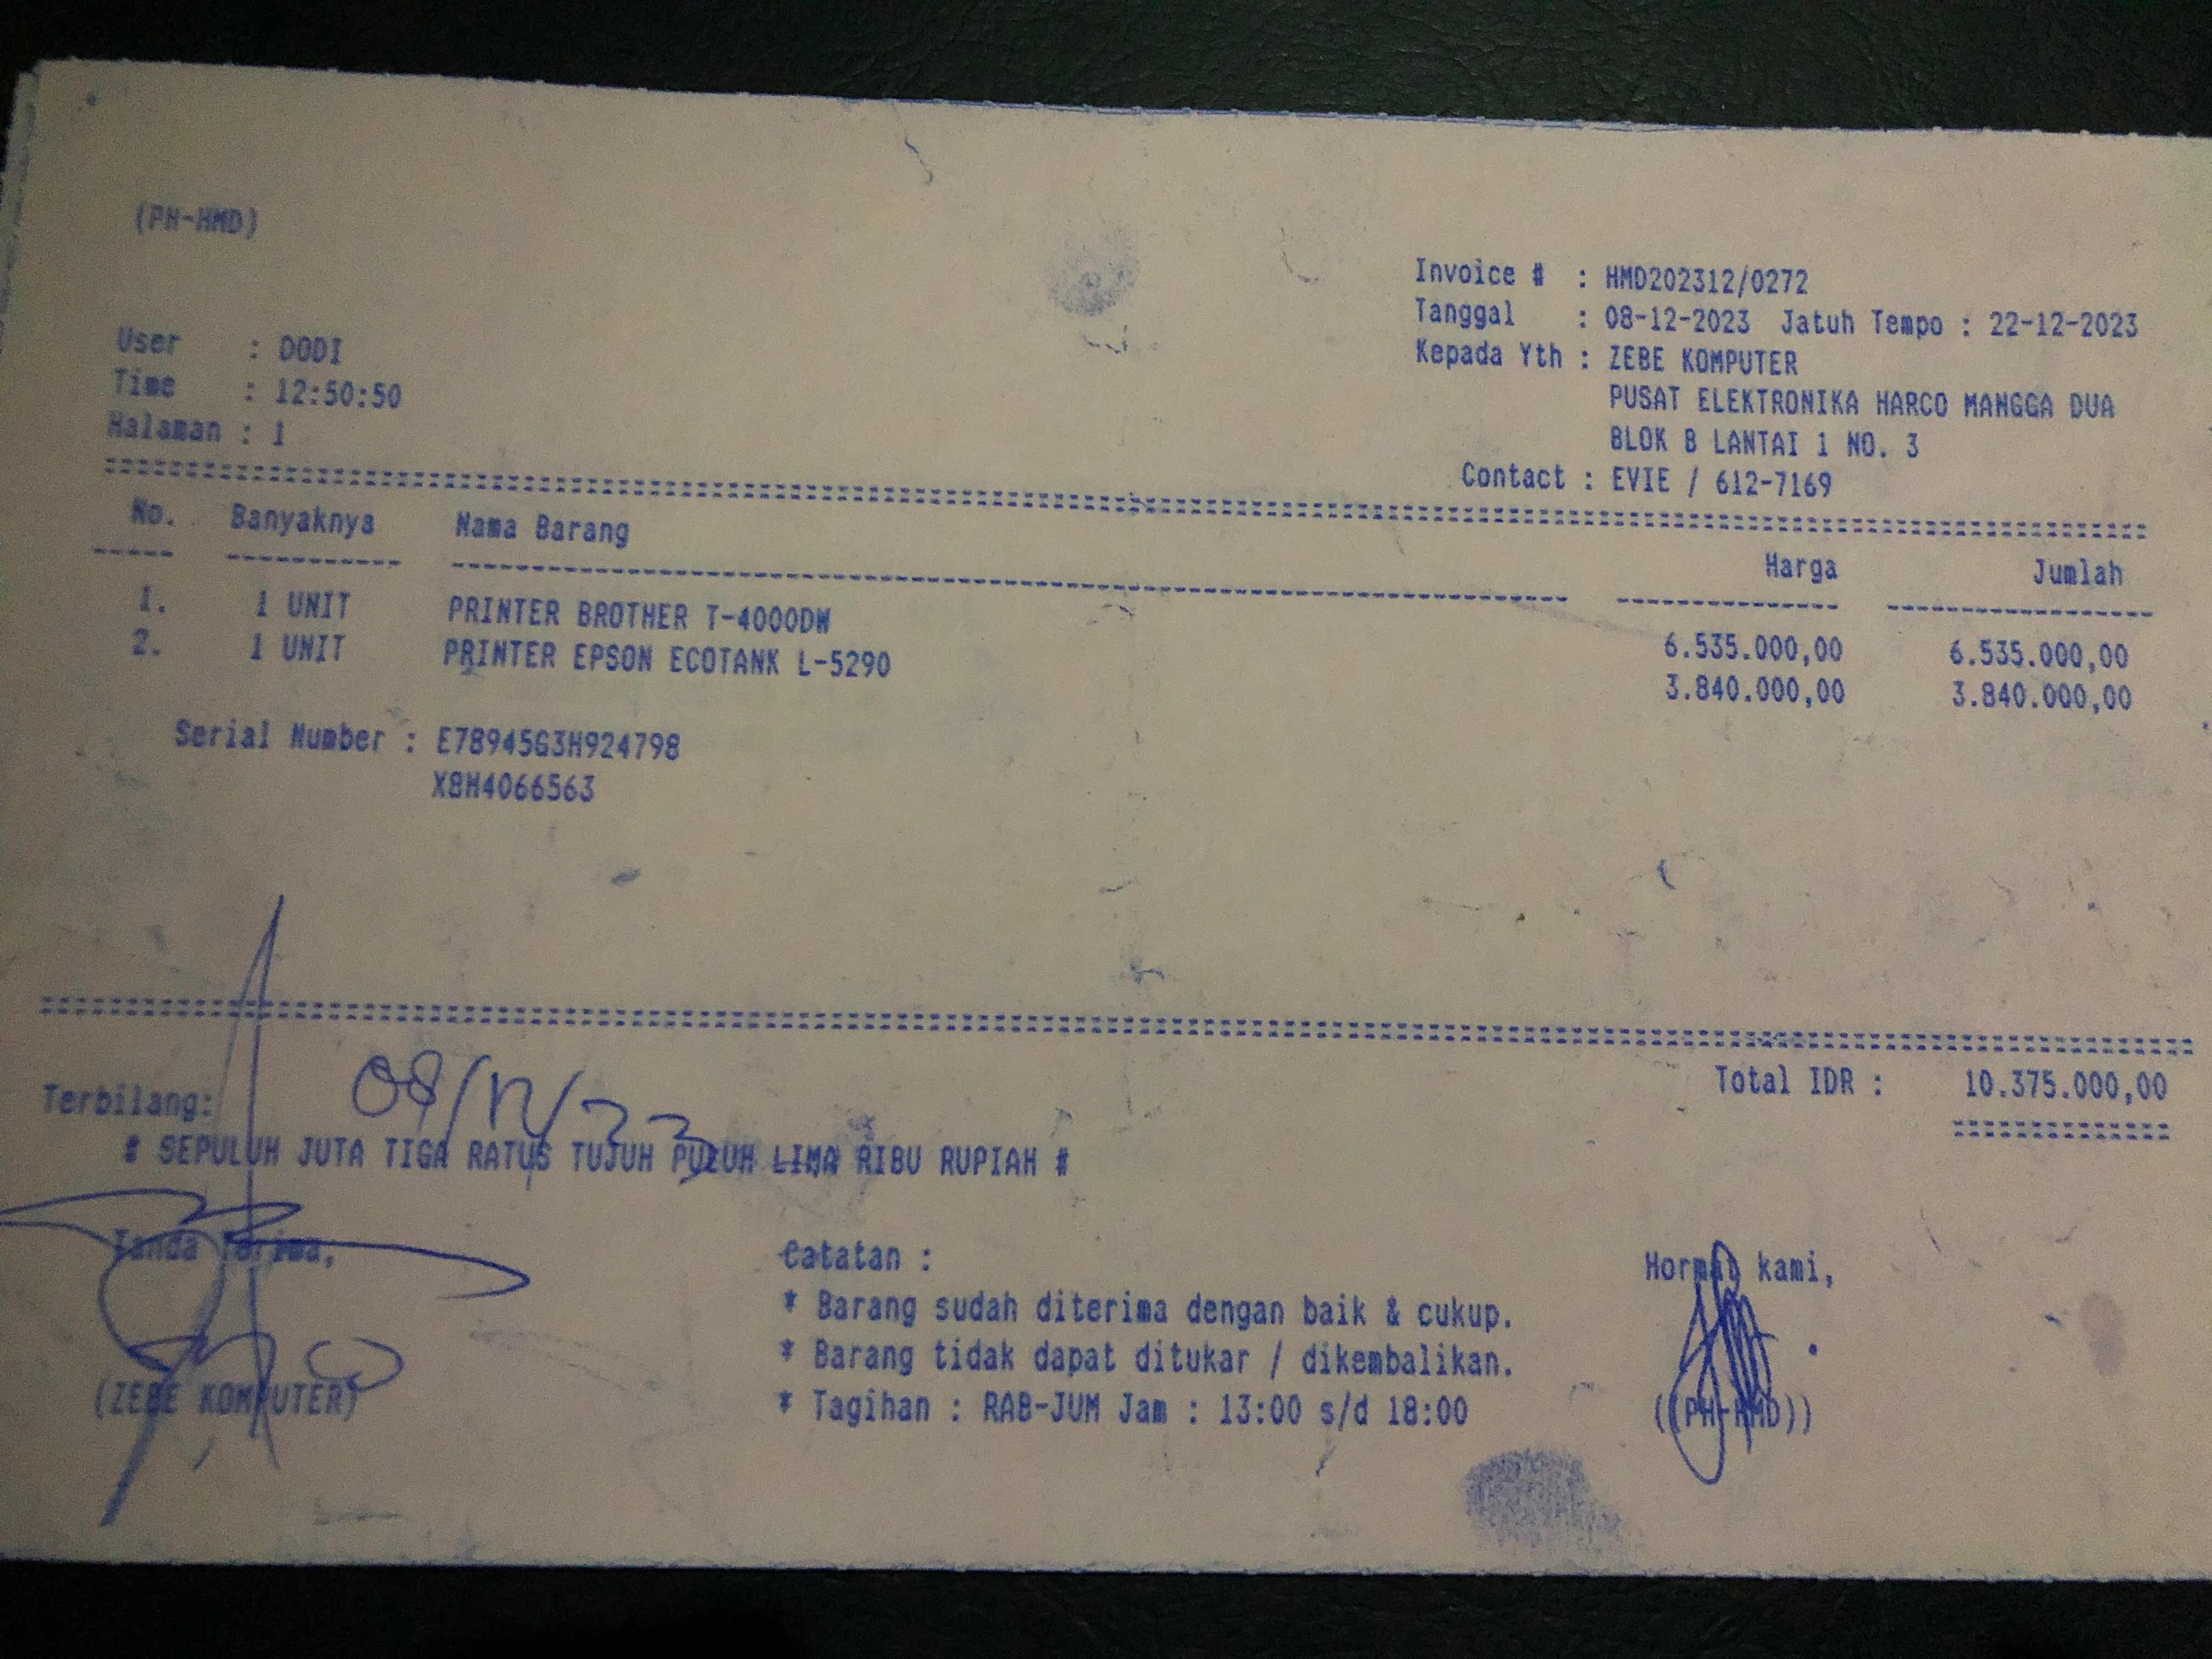 (PH-HMD)
Invoice # : HMD202312/0272
Tanggal : 08-12-2023 Jatuh Tempo : 22-12-2023
Kepada Yth : ZEBE KOMPUTER
PUSAT ELEKTRONIKA HARCO MANGGA DUA
BLOK B LANTAI 1 NO. 3
Contact : EVIE / 612-7169
User : DODI
Time : 12:50:50
Halaman : 1
No. Banyaknya Nama Barang Harga Jumlah
1. 1 UNIT PRINTER BROTHER T-4000DW 6.535.000,00 6.535.000,00
2. 1 UNIT PRINTER EPSON ECOTANK L-5290 3.840.000,00 3.840.000,00
Serial Number : E78945G3H924798
X8H4066563
Total IDR : 10.375.000,00
08/12/23
Terbilang:
# SEPULUH JUTA TIGA RATUS TUJUH PULUH LIMA RIBU RUPIAH #
Tanda Terima,
(ZEBE KOMPUTER)
Catatan :
* Barang sudah diterima dengan baik & cukup.
* Barang tidak dapat ditukar / dikembalikan.
* Tagihan : RAB-JUM Jam : 13:00 s/d 18:00
Hormat kami,
((PH-HMD))